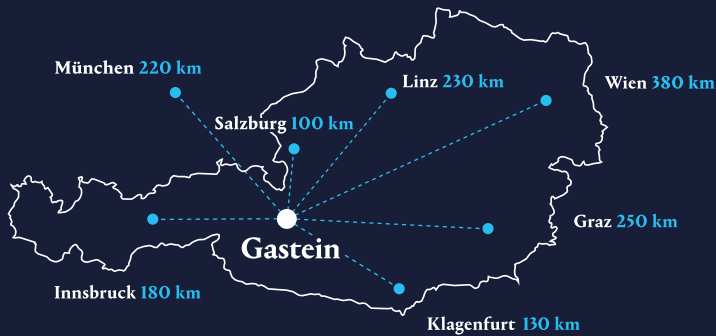 München 220 km
Linz 230 km
Wien 380 km
Salzburg 100 km
Graz 250 km
Gastein
Innsbruck 180 km
Klagenfurt 130 km